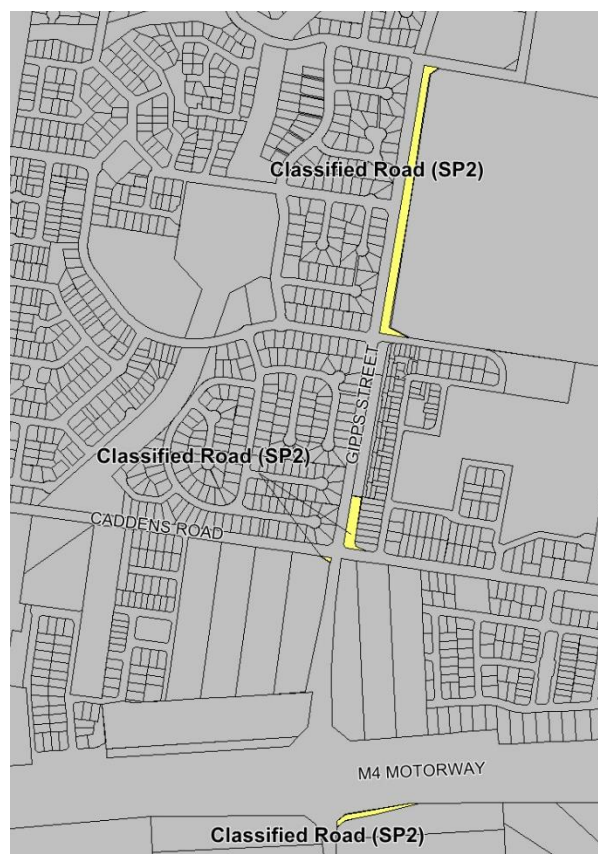 Classified Road (SP2)
GIPPS STREET
Classified Road (SP2)
CADDENS ROAD
M4 MOTORWAY
Classified Road (SP2)